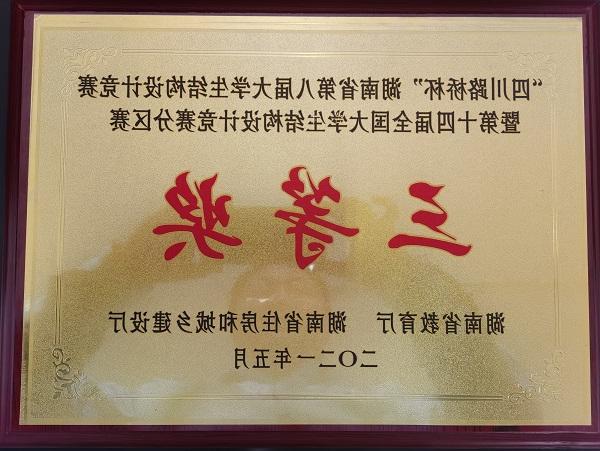 “四川路桥杯”湖南省第八届大学生结构设计竞赛
暨第十四届全国大学生结构设计竞赛分区赛
三等奖
湖南省教育厅 湖南省住房和城乡建设厅
二〇二一年五月